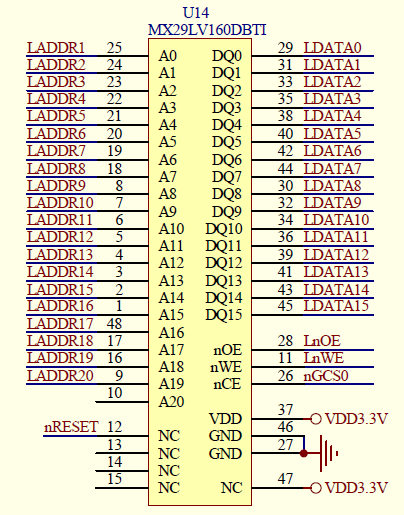 U14
MX29LV160DBTI
LADDR1 25 A0 DQ0 29 LDATA0
LADDR2 24 A1 DQ1 31 LDATA1
LADDR3 23 A2 DQ2 33 LDATA2
LADDR4 22 A3 DQ3 35 LDATA3
LADDR5 21 A4 DQ4 38 LDATA4
LADDR6 20 A5 DQ5 40 LDATA5
LADDR7 19 A6 DQ6 42 LDATA6
LADDR8 18 A7 DQ7 44 LDATA7
LADDR9 8 A8 DQ8 30 LDATA8
LADDR10 7 A9 DQ9 32 LDATA9
LADDR11 6 A10 DQ10 34 LDATA10
LADDR12 5 A11 DQ11 36 LDATA11
LADDR13 4 A12 DQ12 39 LDATA12
LADDR14 3 A13 DQ13 41 LDATA13
LADDR15 2 A14 DQ14 43 LDATA14
LADDR16 1 A15 DQ15 45 LDATA15
LADDR17 48 A16
LADDR18 17 A17 nOE 28 LnOE
LADDR19 16 A18 nWE 11 LnWE
LADDR20 9 A19 nCE 26 nGCS0
10 A20
VDD 37 VDD3.3V
nRESET 12 NC GND 46
13 NC GND 27
14 NC
15 NC NC 47 VDD3.3V